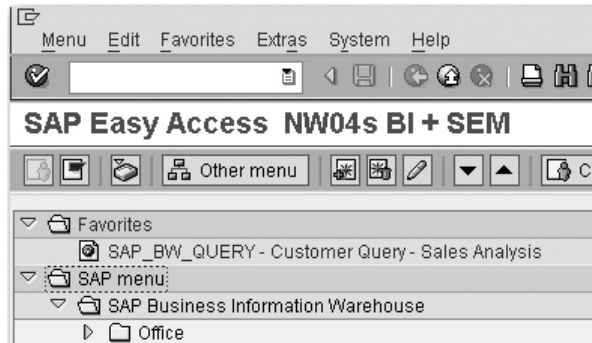 Menu Edit Favorites Extras System Help
SAP Easy Access NW04s BI + SEM
Other menu
Favorites
SAP_BW_QUERY - Customer Query - Sales Analysis
SAP menu
SAP Business Information Warehouse
Office